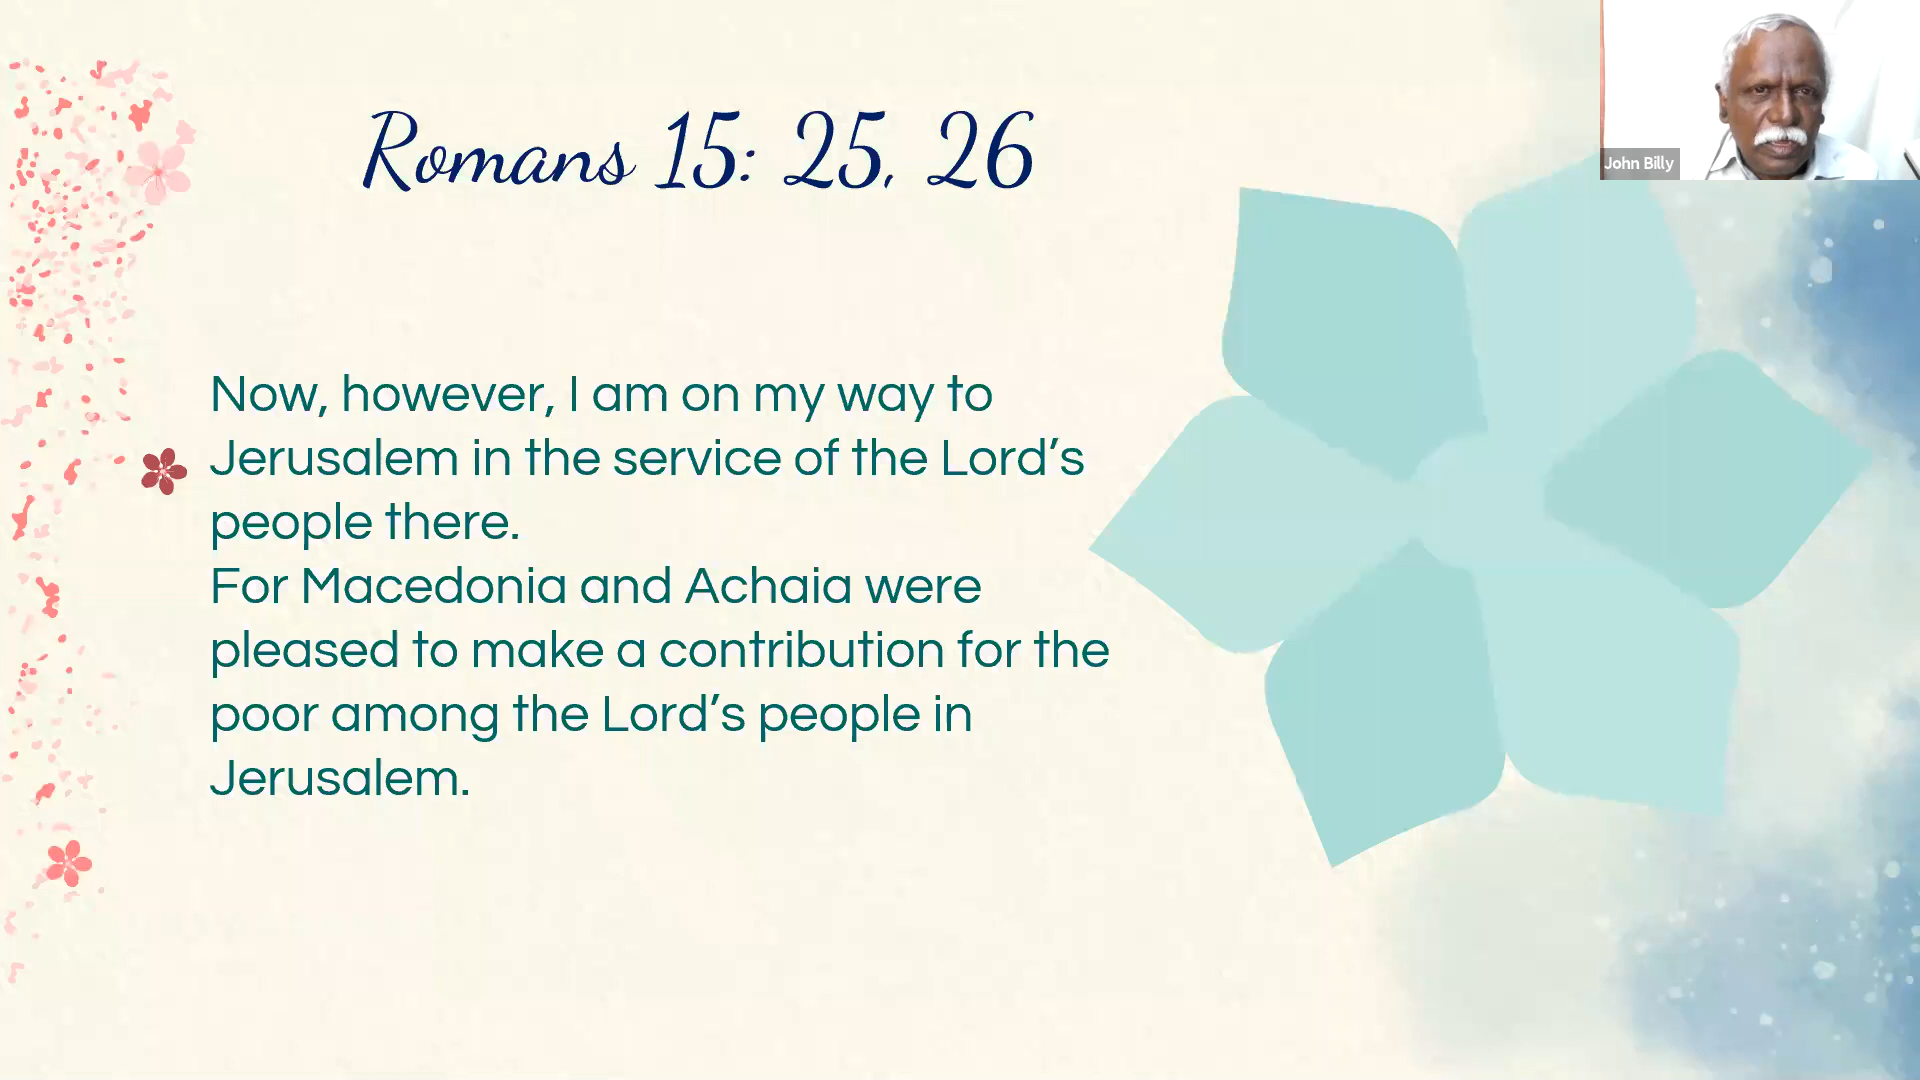 Romans 15: 25, 26
John Billy
Now, however, I am on my way to
Jerusalem in the service of the Lord’s
people there.
For Macedonia and Achaia were
pleased to make a contribution for the
poor among the Lord’s people in
Jerusalem.